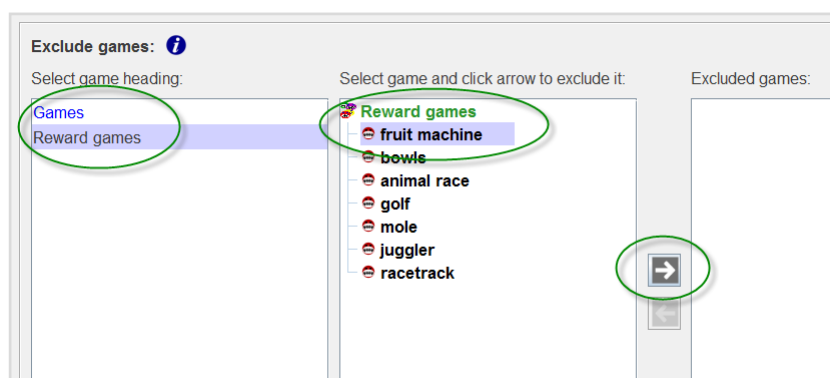 Exclude games: i
Select game heading:
Games
Reward games
Select game and click arrow to exclude it:
Reward games
fruit machine
bowls
animal race
golf
mole
juggler
racetrack
Excluded games: